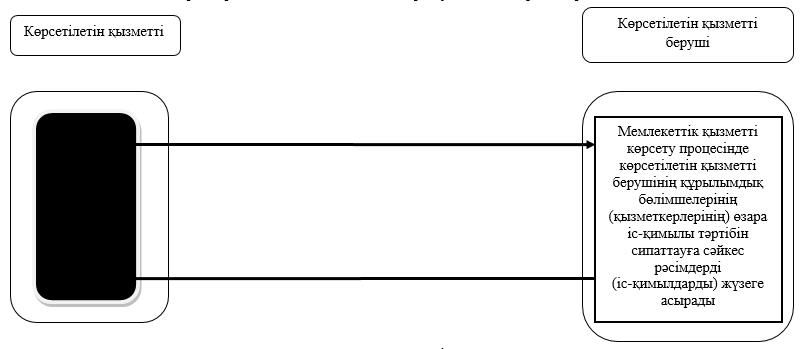 Көрсетілетін қызметті
Көрсетілетін қызметті
беруші
Мемлекеттік қызметті
көрсету процесінде
көрсетілетін қызметті
берушінің құрылымдық
бөлімшелерінің
(қызметкерлерінің) өзара
іс-қимылы тәртібін
сипаттауға сәйкес
рәсімдерді
(іс-қимылдарды) жүзеге
асырады